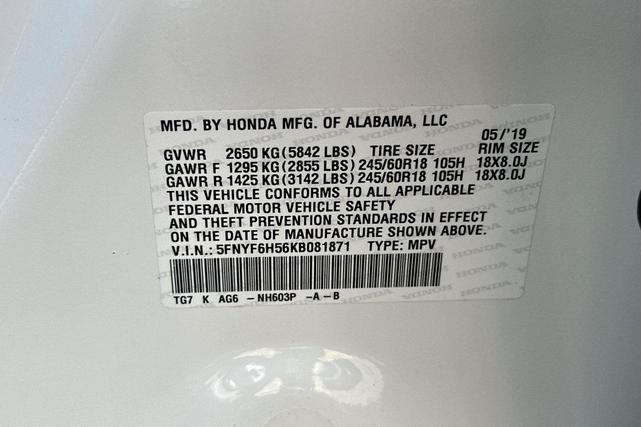 MFD. BY HONDA MFG. OF ALABAMA, LLC
05/'19
GVWR 2650 KG (5842 LBS) TIRE SIZE RIM SIZE
GAWR F 1295 KG (2855 LBS) 245/60R18 105H 18X8.0J
GAWR R 1425 KG (3142 LBS) 245/60R18 105H 18X8.0J
THIS VEHICLE CONFORMS TO ALL APPLICABLE
FEDERAL MOTOR VEHICLE SAFETY
AND THEFT PREVENTION STANDARDS IN EFFECT
ON THE DATE OF MANUFACTURE SHOWN ABOVE.
V.I.N.: 5FNYF6H56KB081871 TYPE: MPV
TG7 K AG6 – NH603P –A – B